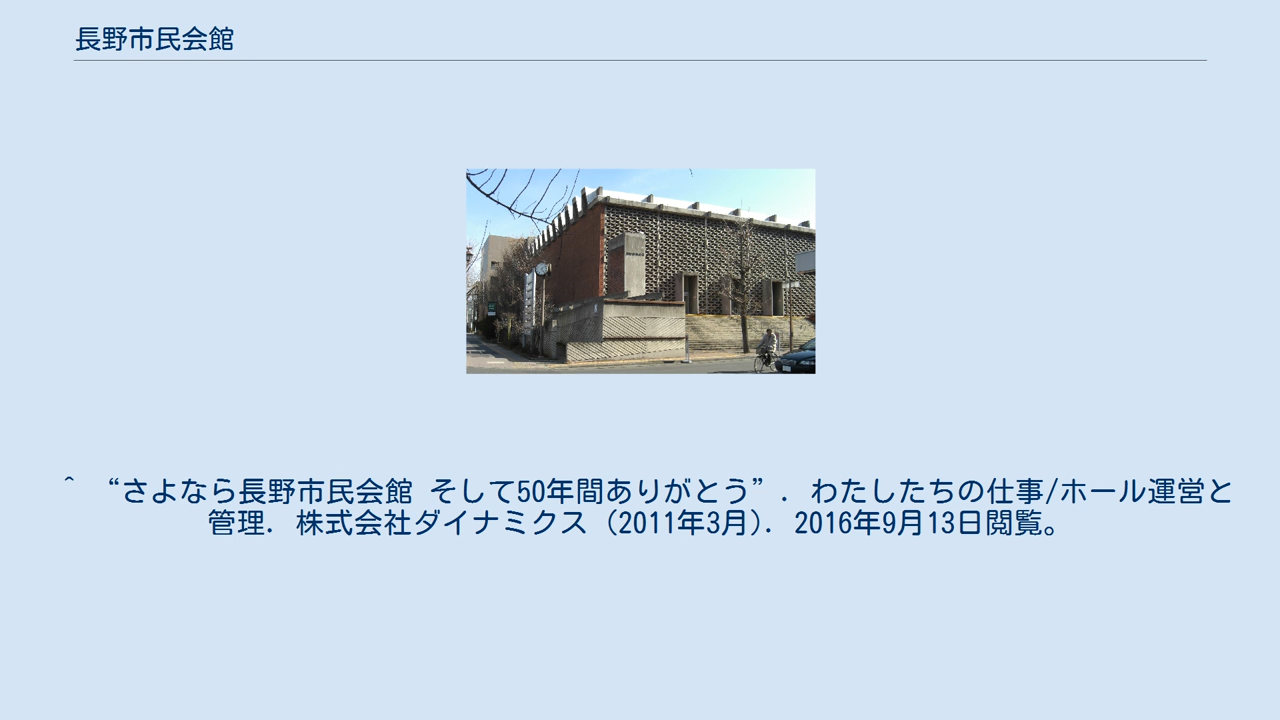 長野市民会館
^ “さよなら長野市民会館 そして50年間ありがとう”. わたしたちの仕事/ホール運営と
管理. 株式会社ダイナミクス (2011年3月). 2016年9月13日閲覧。